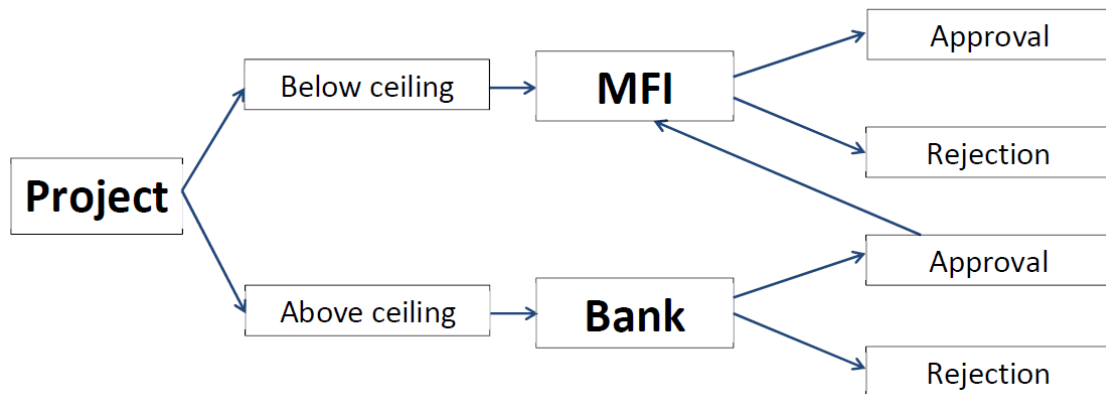 Approval
Below ceiling
MFI
Rejection
Project
Approval
Above ceiling
Bank
Rejection